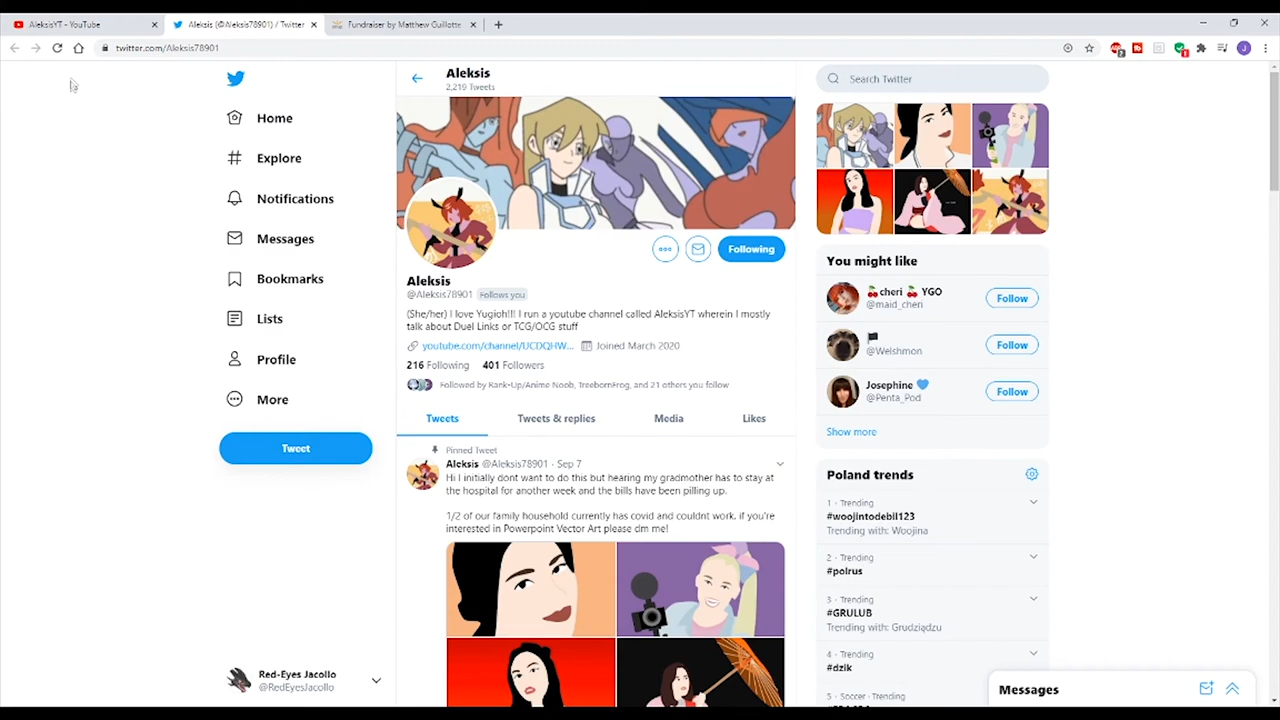 AleksisYT - YouTube
Aleksis (@Aleksis78901) / Twitter
Fundraiser by Matthew Guillotte
twitter.com/Aleksis78901
Home
Explore
Notifications
Messages
Bookmarks
Lists
Profile
More
Tweet
Red-Eyes Jacollo
@RedEyesJacollo
Aleksis
2,219 Tweets
Following
Aleksis
@Aleksis78901 Follows you
(She/her) I love Yugioh!!! I run a youtube channel called AleksisYT wherein I mostly
talk about Duel Links or TCG/OCG stuff
youtube.com/channel/UCDQHW... Joined March 2020
216 Following 401 Followers
Followed by Rank-Up/Anime Noob, TreebornFrog, and 21 others you follow
Tweets Tweets & replies Media Likes
Pinned Tweet
Aleksis @Aleksis78901 · Sep 7
Hi I initially dont want to do this but hearing my gradmother has to stay at
the hospital for another week and the bills have been pilling up.
1/2 of our family household currently has covid and couldnt work, if you're
interested in Powerpoint Vector Art please dm me!
Search Twitter
You might like
cheri YGO
@maid_cheri
Follow
@Welshmon
Follow
Josephine
@Penta_Pod
Follow
Show more
Poland trends
1 · Trending
#woojintodebil123
Trending with: Woojina
2 · Trending
#polrus
3 · Trending
#GRULUB
Trending with: Grudziądzu
4 · Trending
#dzik
5 · Soccer · Trending
Messages